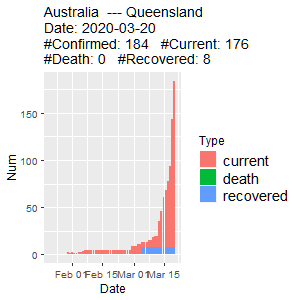 Australia --- Queensland
Date: 2020-03-20
#Confirmed: 184 #Current: 176
#Death: 0 #Recovered: 8
Num
150
100
50
0
Feb 01
Feb 15
Mar 01
Mar 15
Date
Type
current
death
recovered